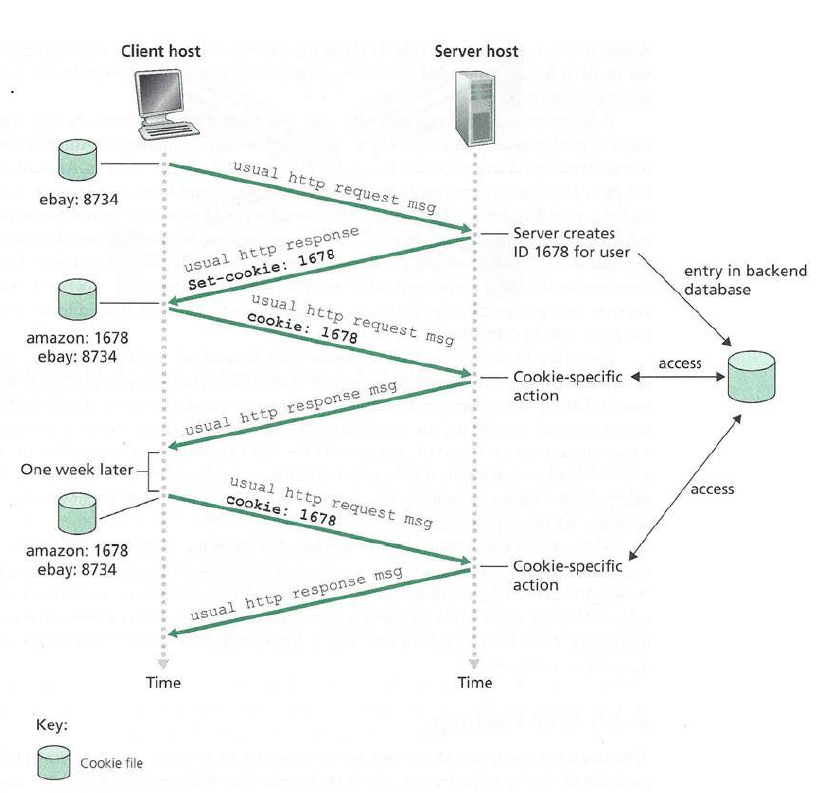 Client host
Server host
ebay: 8734
usual http request msg
Server creates
ID 1678 for user
usual http response
Set-cookie: 1678
entry in backend
database
amazon: 1678
ebay: 8734
usual http request msg
cookie: 1678
Cookie-specific
action
access
usual http response msg
One week later
usual http request msg
cookie: 1678
access
amazon: 1678
ebay: 8734
Cookie-specific
action
usual http response msg
Time
Time
Key:
Cookie file